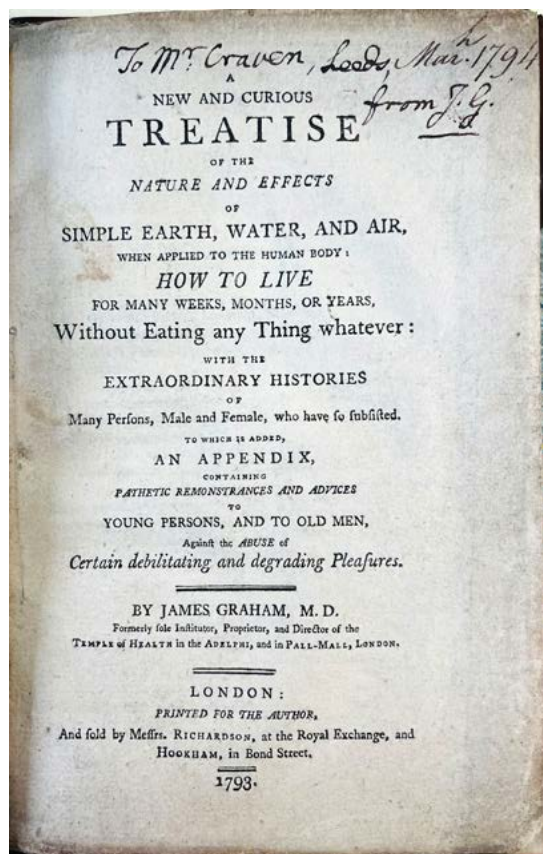 To Mr. Craven, Leeds, Marh. 1794
from J. G.
A
NEW AND CURIOUS
TREATISE
OF THE
NATURE AND EFFECTS
OF
SIMPLE EARTH, WATER, AND AIR,
WHEN APPLIED TO THE HUMAN BODY:
HOW TO LIVE
FOR MANY WEEKS, MONTHS, OR YEARS,
Without Eating any Thing whatever:
WITH THE
EXTRAORDINARY HISTORIES
OF
Many Perſons, Male and Female, who have ſo ſubſiſted.
TO WHICH IS ADDED,
AN APPENDIX,
CONTAINING
PATHETIC REMONSTRANCES AND ADVICES
TO
YOUNG PERSONS, AND TO OLD MEN,
Againſt the ABUSE of
Certain debilitating and degrading Pleaſures.
BY JAMES GRAHAM, M. D.
Formerly ſole Inſtitutor, Proprietor, and Director of the
TEMPLE of HEALTH in the ADELPHI, and in PALL-MALL, LONDON.
LONDON:
PRINTED FOR THE AUTHOR,
And ſold by Meſſrs. RICHARDSON, at the Royal Exchange, and
HOOKHAM, in Bond Street.
1793.